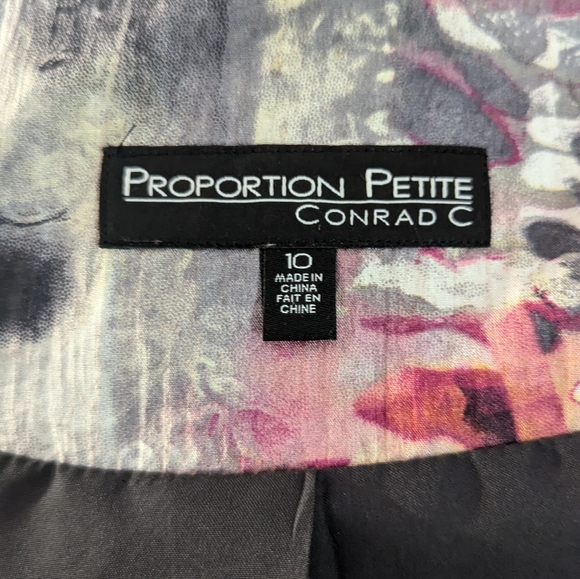 PROPORTION PETITE
CONRAD C
10
MADE IN
CHINA
FAIT EN
CHINE